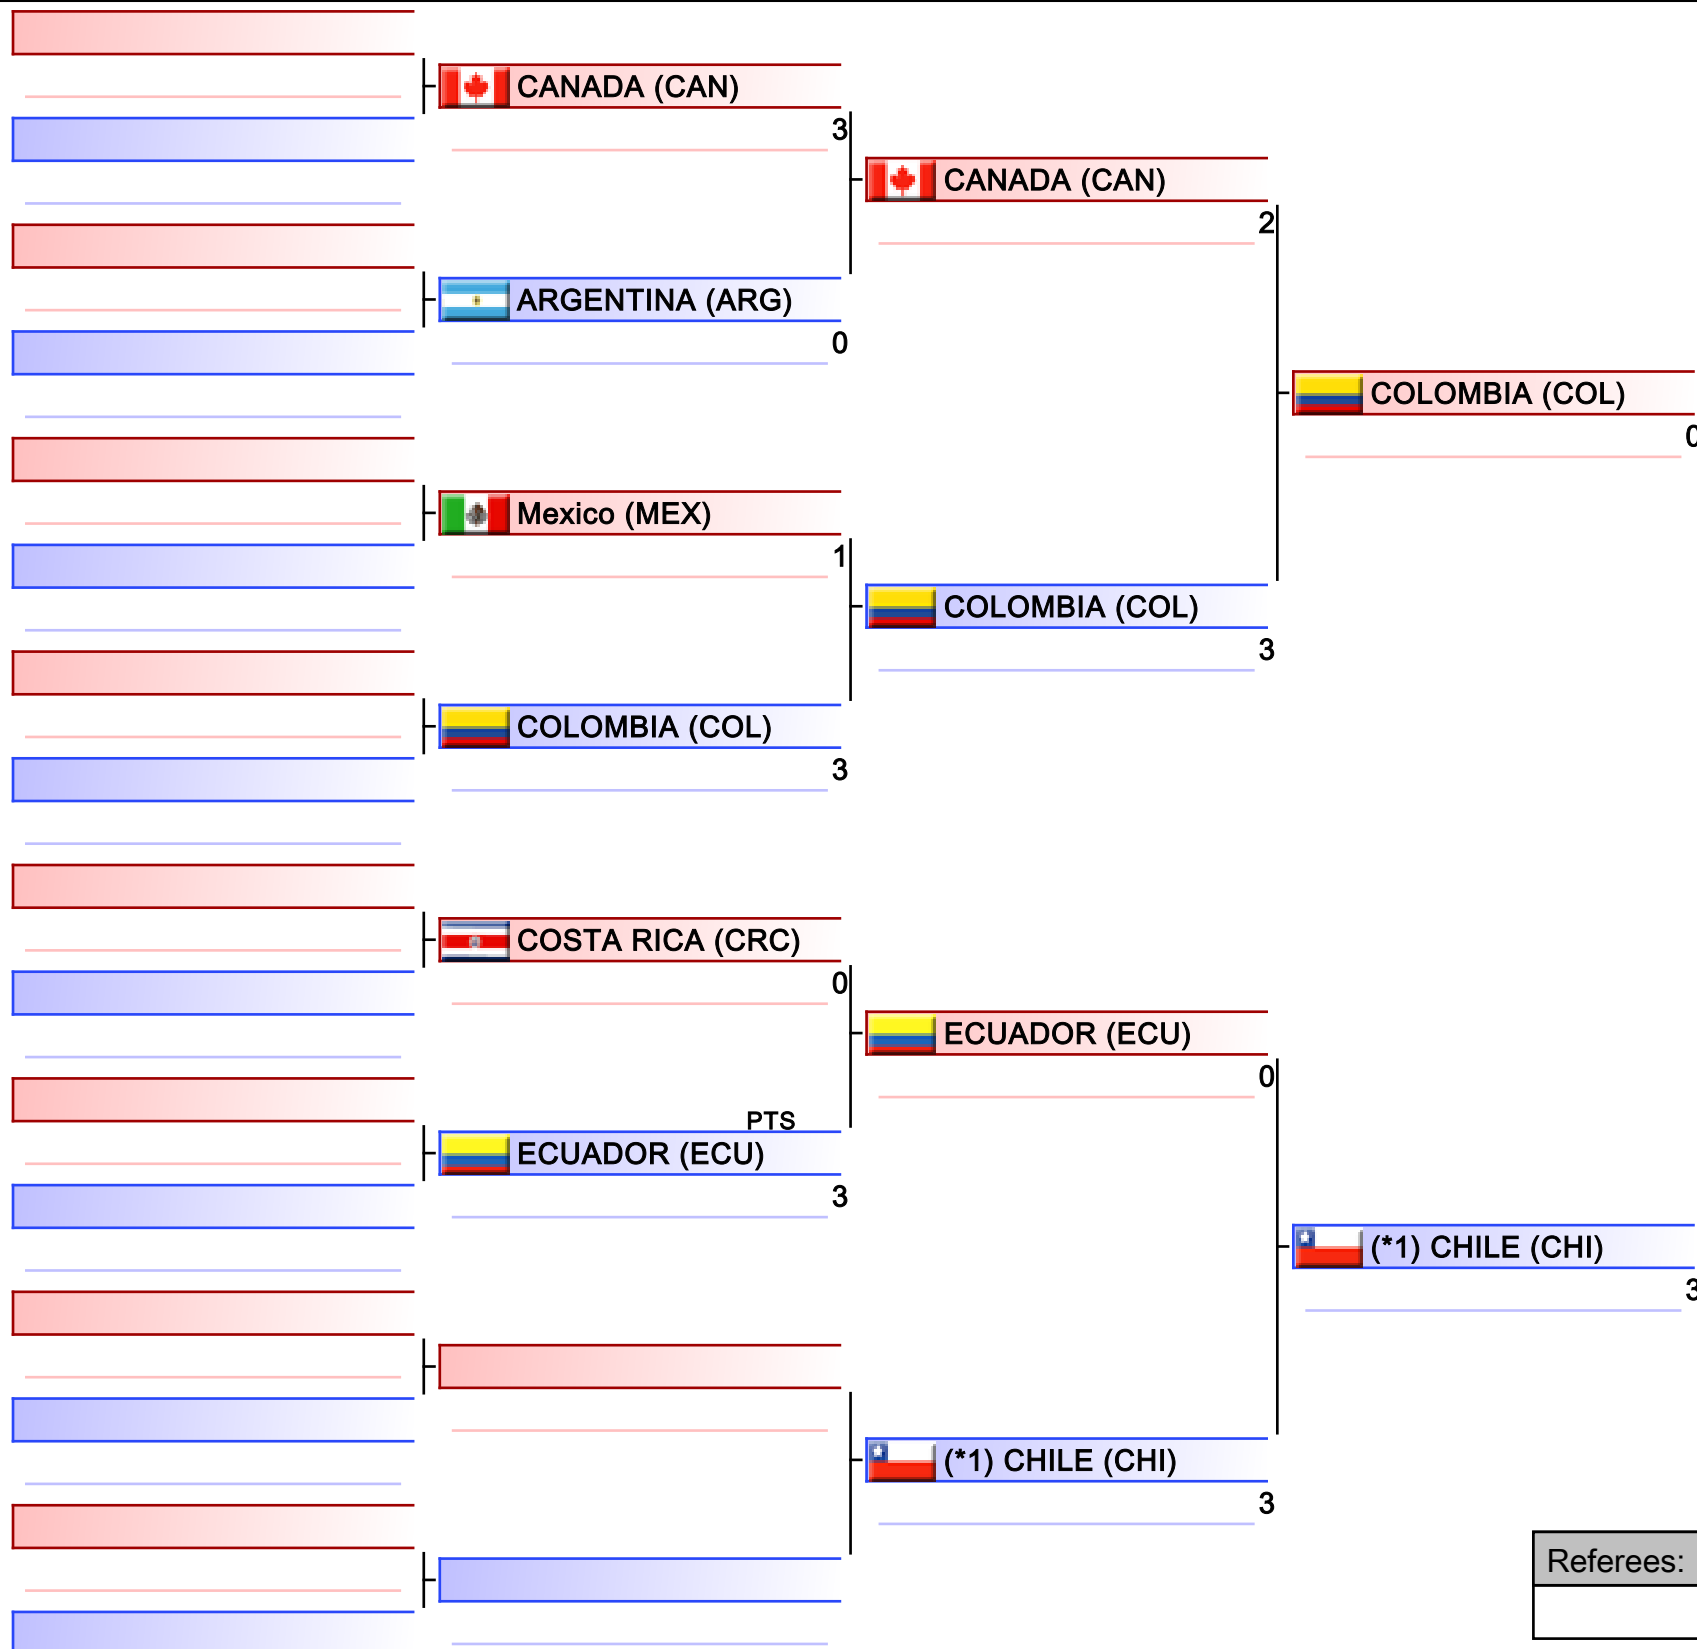 CANADA (CAN)
3
CANADA (CAN)
2
ARGENTINA (ARG)
0
COLOMBIA (COL)
0
Mexico (MEX)
1
COLOMBIA (COL)
3
COLOMBIA (COL)
3
COSTA RICA (CRC)
0
ECUADOR (ECU)
0
PTS
ECUADOR (ECU)
3
(*1) CHILE (CHI)
3
(*1) CHILE (CHI)
3
Referees: